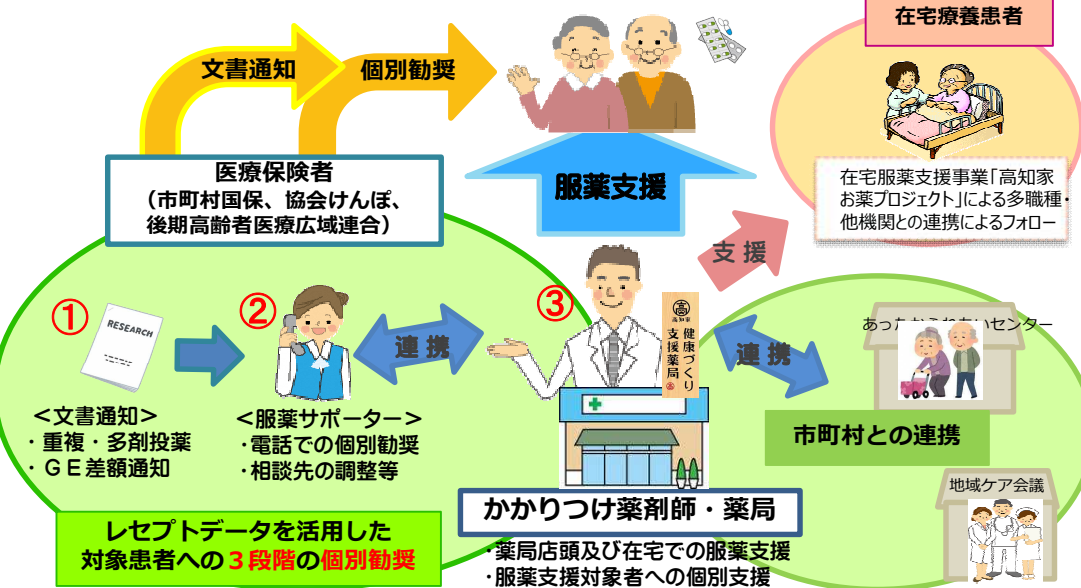 文書通知
個別勧奨
在宅療養患者
医療保険者
（市町村国保、協会けんぽ、
後期高齢者医療広域連合）
服薬支援
在宅服薬支援事業「高知家
お薬プロジェクト」による多職種・
他機関との連携によるフォロー
支 援
①
RESEARCH
②
連 携
③
高知家
健康づくり
支援薬局
連 携
あったかふれあいセンター
＜文書通知＞
・重複・多剤投薬
・ＧＥ差額通知
＜服薬サポーター＞
・電話での個別勧奨
・相談先の調整等
市町村との連携
地域ケア会議
かかりつけ薬剤師・薬局
・薬局店頭及び在宅での服薬支援
・服薬支援対象者への個別支援
レセプトデータを活用した
対象患者への３段階の個別勧奨